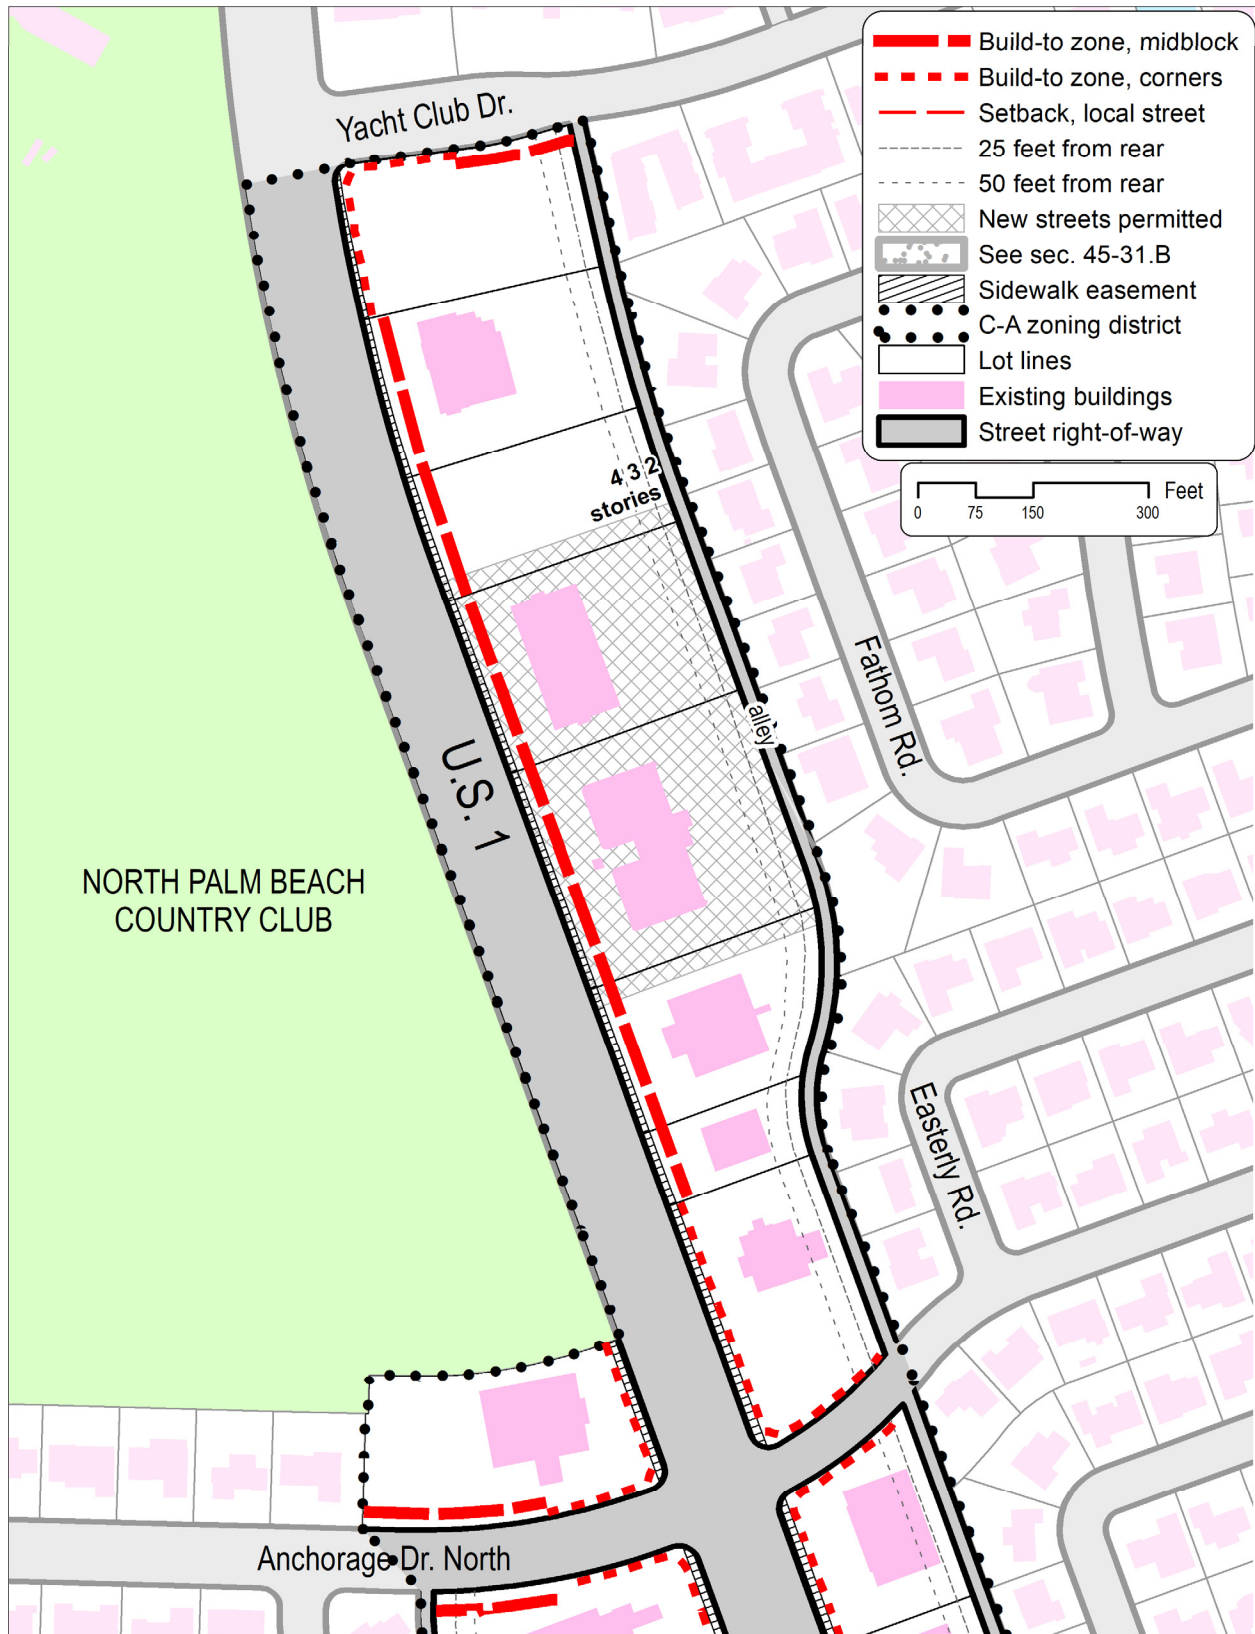 Build-to zone, midblock
Build-to zone, corners
Setback, local street
25 feet from rear
50 feet from rear
New streets permitted
See sec. 45-31.B
Sidewalk easement
C-A zoning district
Lot lines
Existing buildings
Street right-of-way
Feet
0 75 150 300
Yacht Club Dr.
4 3 2
stories
Fathom Rd.
alley
U.S. 1
NORTH PALM BEACH
COUNTRY CLUB
Easterly Rd.
Anchorage Dr. North